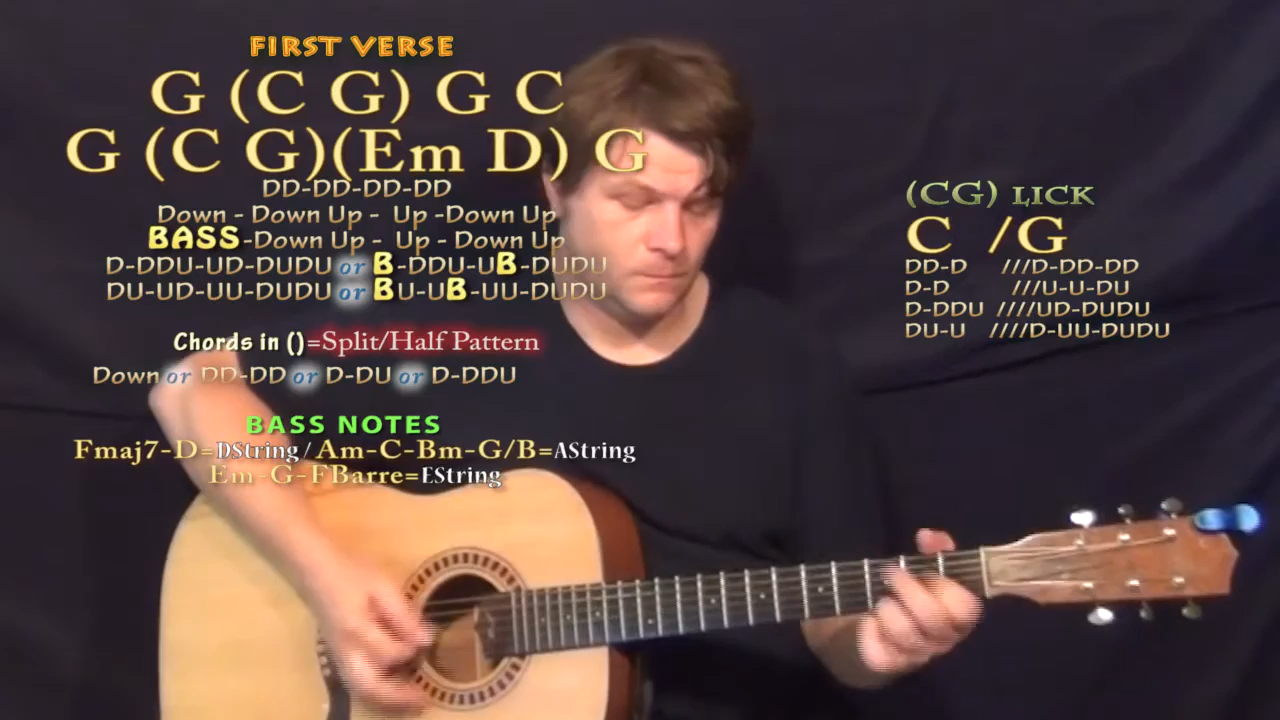 FIRST VERSE
G (C G) G C
G (C G)(Em D) G
DD-DD-DD-DD
Down - Down Up - Up -Down Up
BASS-Down Up - Up - Down Up
D-DDU-UD-DUDU or B-DDU-UB-DUDU
DU-UD-UU-DUDU or BU-UB-UU-DUDU
Chords in ()=Split/Half Pattern
Down or DD-DD or D-DU or D-DDU
BASS NOTES
Fmaj7-D=DString / Am-C-Bm-G/B=AString
Em-G-FBarre=EString
(CG) LICK
C /G
DD-D ///D-DD-DD
D-D ///U-U-DU
D-DDU ////UD-DUDU
DU-U ////D-UU-DUDU